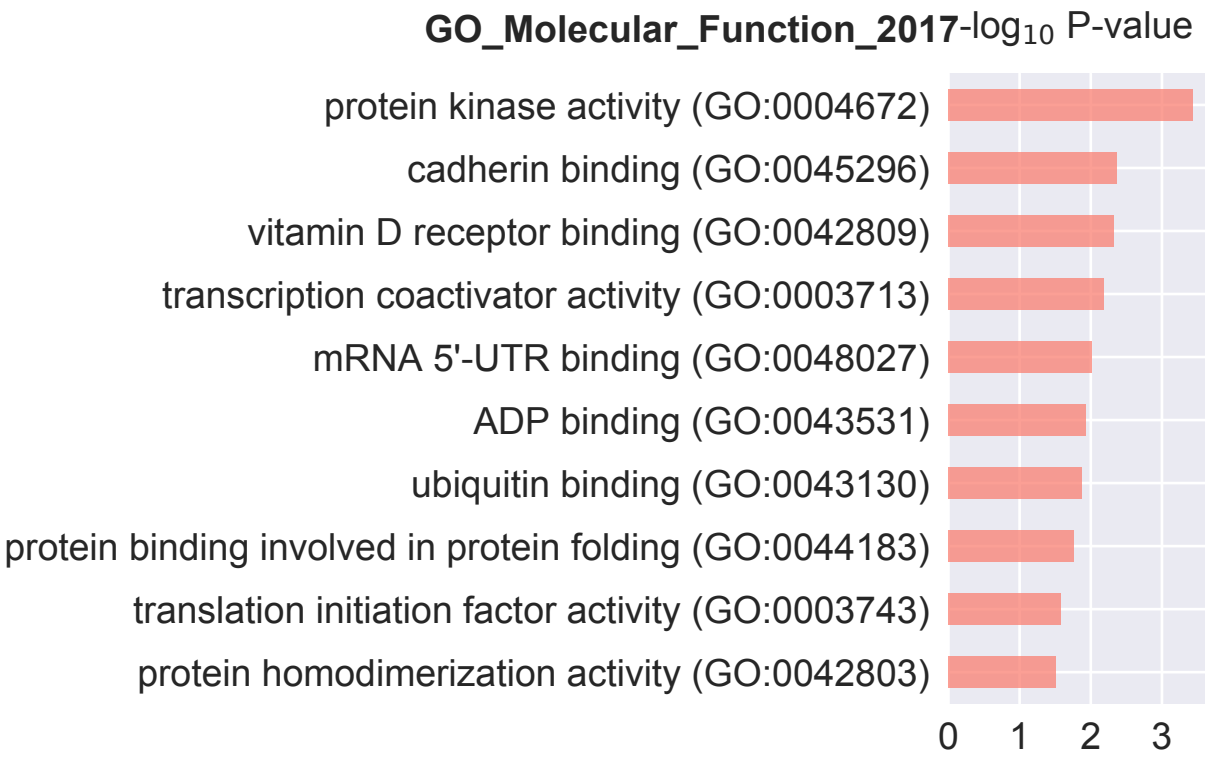 GO_Molecular_Function_2017-log₁₀ P-value
protein kinase activity (GO:0004672)
cadherin binding (GO:0045296)
vitamin D receptor binding (GO:0042809)
transcription coactivator activity (GO:0003713)
mRNA 5'-UTR binding (GO:0048027)
ADP binding (GO:0043531)
ubiquitin binding (GO:0043130)
protein binding involved in protein folding (GO:0044183)
translation initiation factor activity (GO:0003743)
protein homodimerization activity (GO:0042803)
0 1 2 3